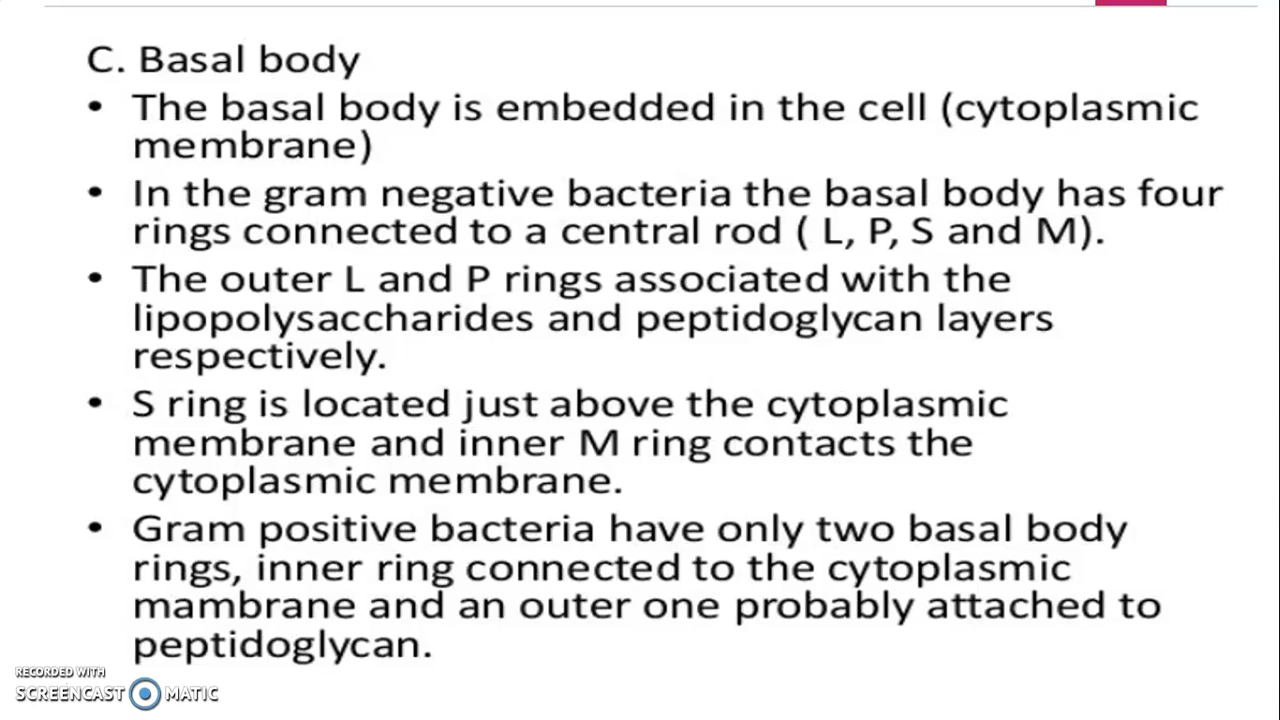 C. Basal body
• The basal body is embedded in the cell (cytoplasmic
membrane)
• In the gram negative bacteria the basal body has four
rings connected to a central rod ( L, P, S and M).
• The outer L and P rings associated with the
lipopolysaccharides and peptidoglycan layers
respectively.
• S ring is located just above the cytoplasmic
membrane and inner M ring contacts the
cytoplasmic membrane.
• Gram positive bacteria have only two basal body
rings, inner ring connected to the cytoplasmic
mambrane and an outer one probably attached to
peptidoglycan.
RECORDED WITH
SCREENCAST MATIC